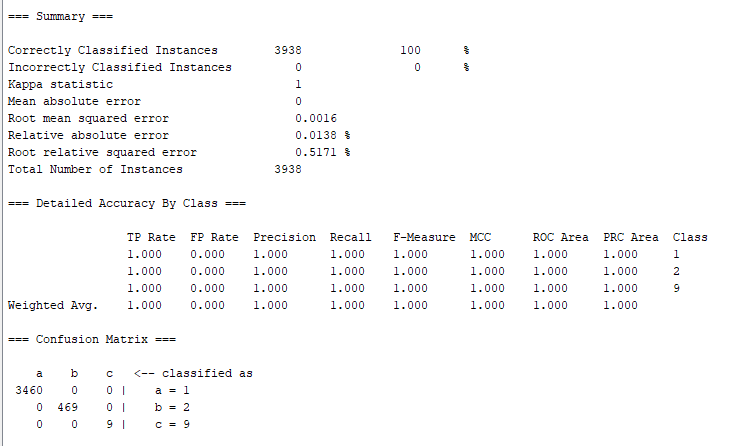 === Summary ===
Correctly Classified Instances 3938 100 %
Incorrectly Classified Instances 0 0 %
Kappa statistic 1
Mean absolute error 0
Root mean squared error 0.0016
Relative absolute error 0.0138 %
Root relative squared error 0.5171 %
Total Number of Instances 3938
=== Detailed Accuracy By Class ===
TP Rate FP Rate Precision Recall F-Measure MCC ROC Area PRC Area Class
1.000 0.000 1.000 1.000 1.000 1.000 1.000 1.000 1
1.000 0.000 1.000 1.000 1.000 1.000 1.000 1.000 2
1.000 0.000 1.000 1.000 1.000 1.000 1.000 1.000 9
Weighted Avg. 1.000 0.000 1.000 1.000 1.000 1.000 1.000 1.000
=== Confusion Matrix ===
a b c <-- classified as
3460 0 0 | a = 1
0 469 0 | b = 2
0 0 9 | c = 9